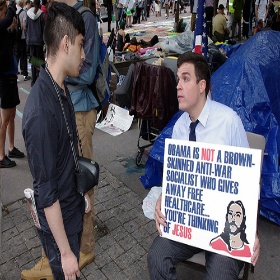 OBAMA IS NOT A BROWN-
SKINNED ANTI-WAR
SOCIALIST WHO GIVES
AWAY FREE
HEALTHCARE...
YOU'RE THINKING
OF JESUS